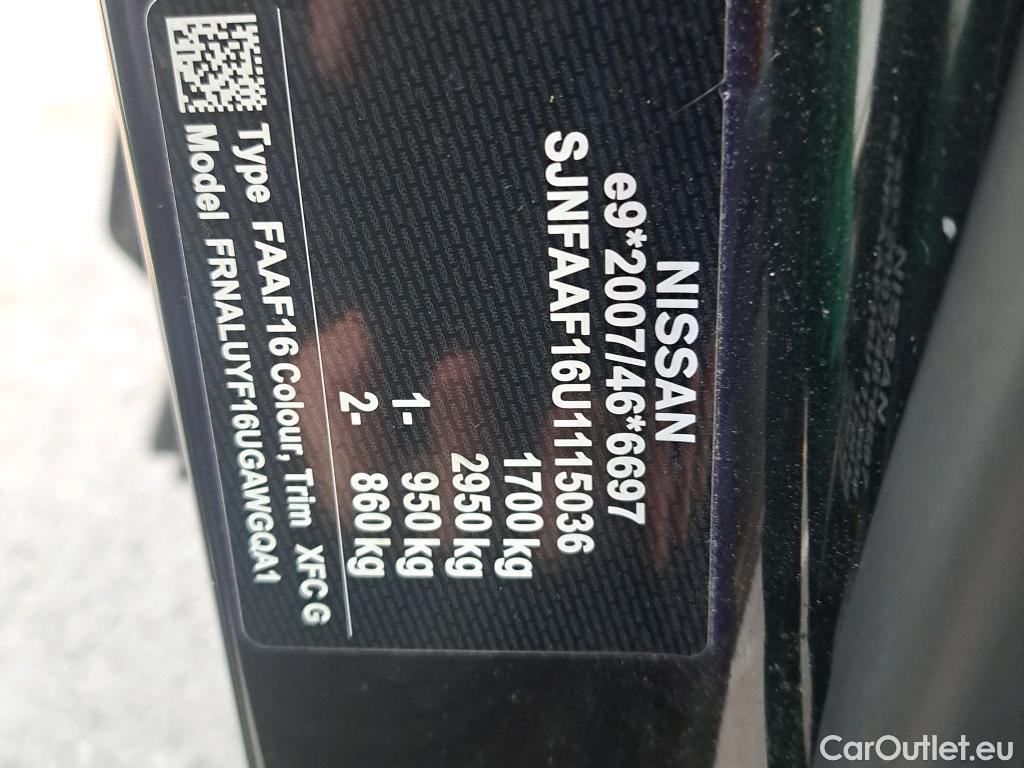 NISSAN
e9*2007/46*6697
SJNFAAF16U1115036
1700 kg
2950 kg
1- 950 kg
2- 860 kg
Type FAAF16 Colour, Trim XFC G
Model FRNALUYF16UGAWGQA1
CarOutlet.eu